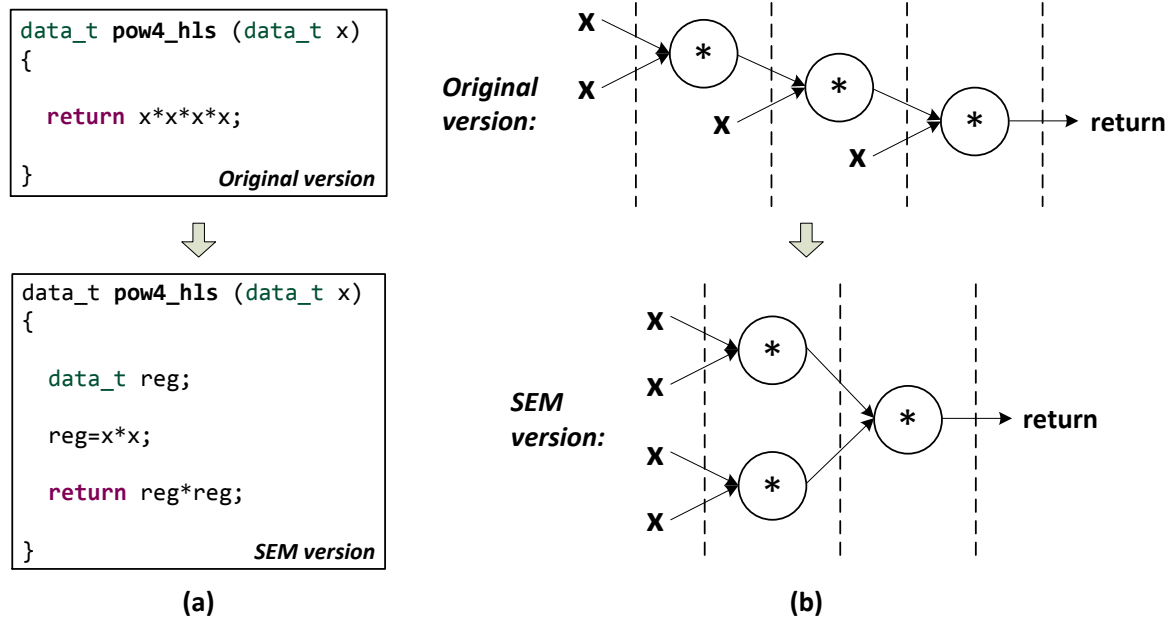 data_t pow4_hls (data_t x)
{
return x*x*x*x;
}
Original version
data_t pow4_hls (data_t x)
{
data_t reg;
reg=x*x;
return reg*reg;
}
SEM version
(a)
Original
version:
x
x
*
x
*
x
*
return
SEM
version:
x
x
*
x
x
*
*
return
(b)